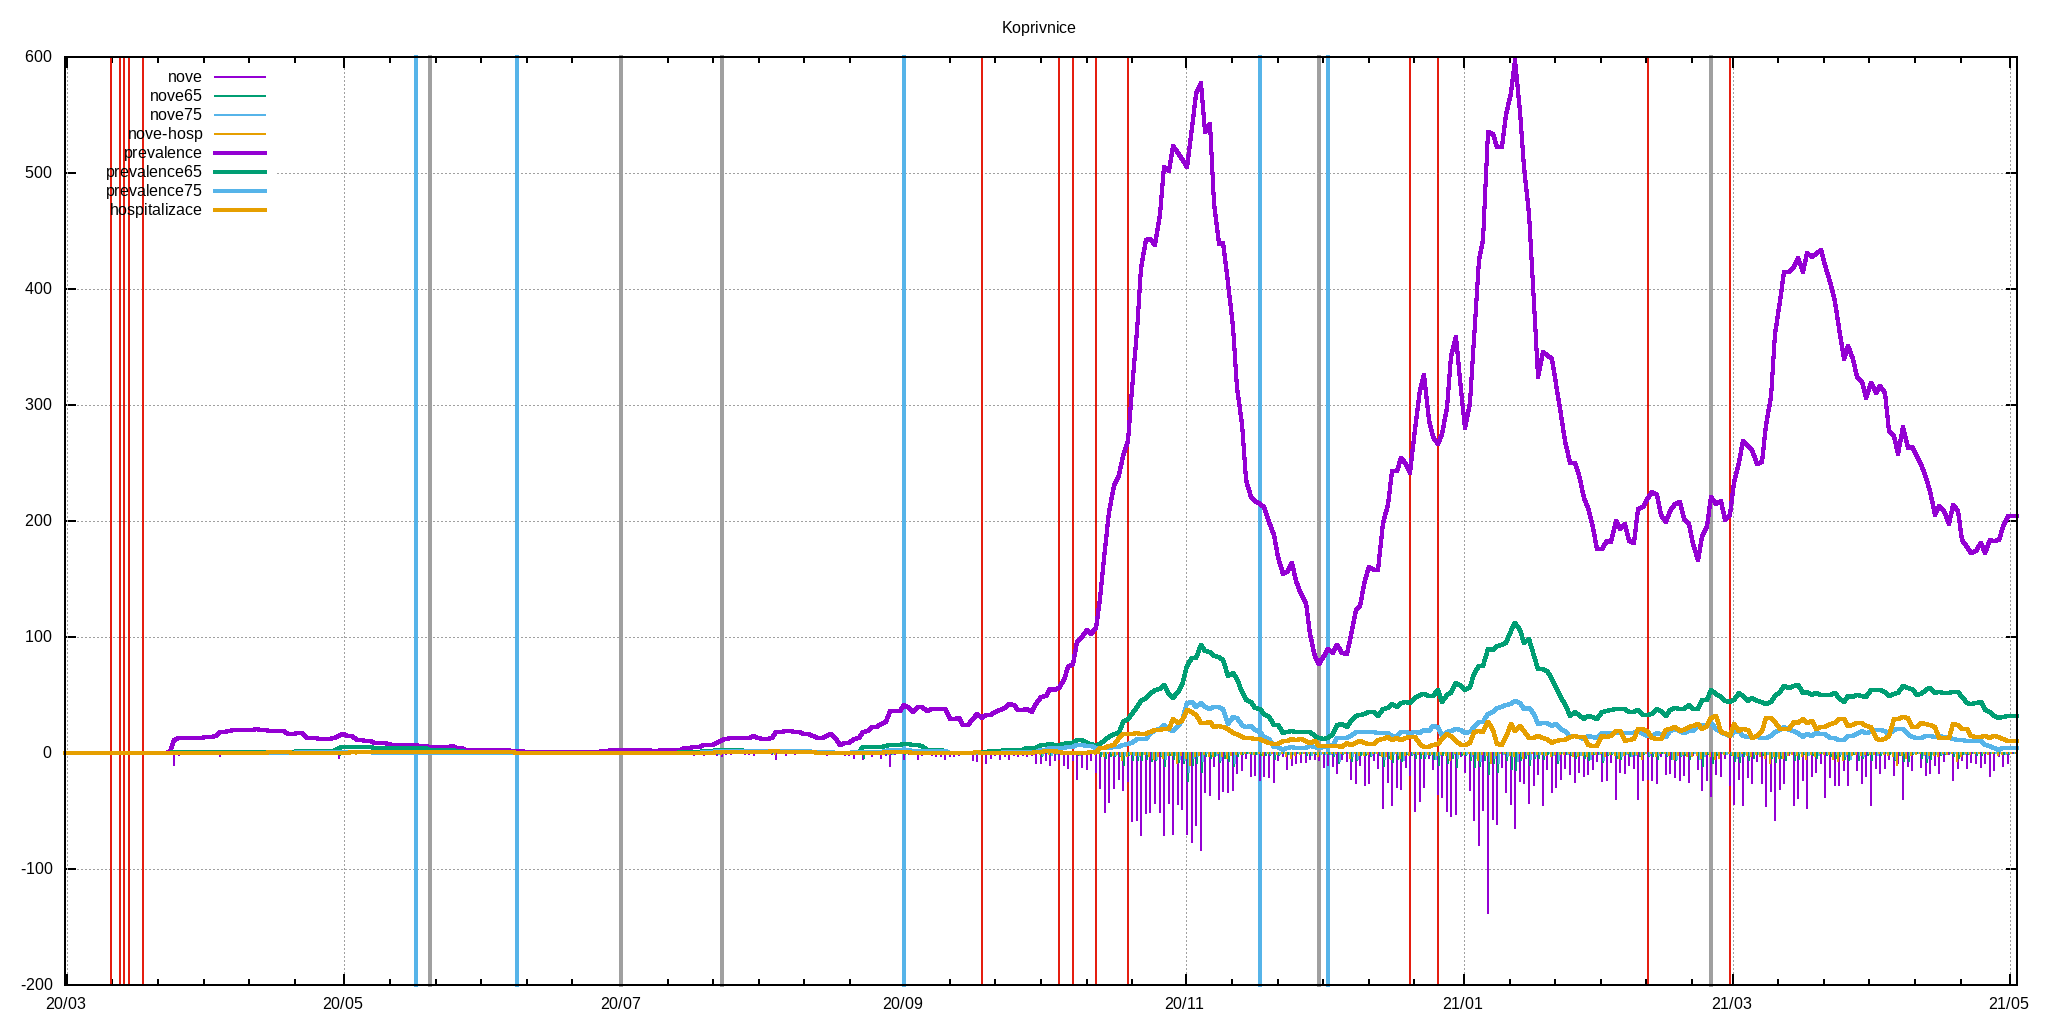 Koprivnice
600
500
400
300
200
100
0
-100
-200
nove
nove65
nove75
nove-hosp
prevalence
prevalence65
prevalence75
hospitalizace
20/03 20/05 20/07 20/09 20/11 21/01 21/03 21/05